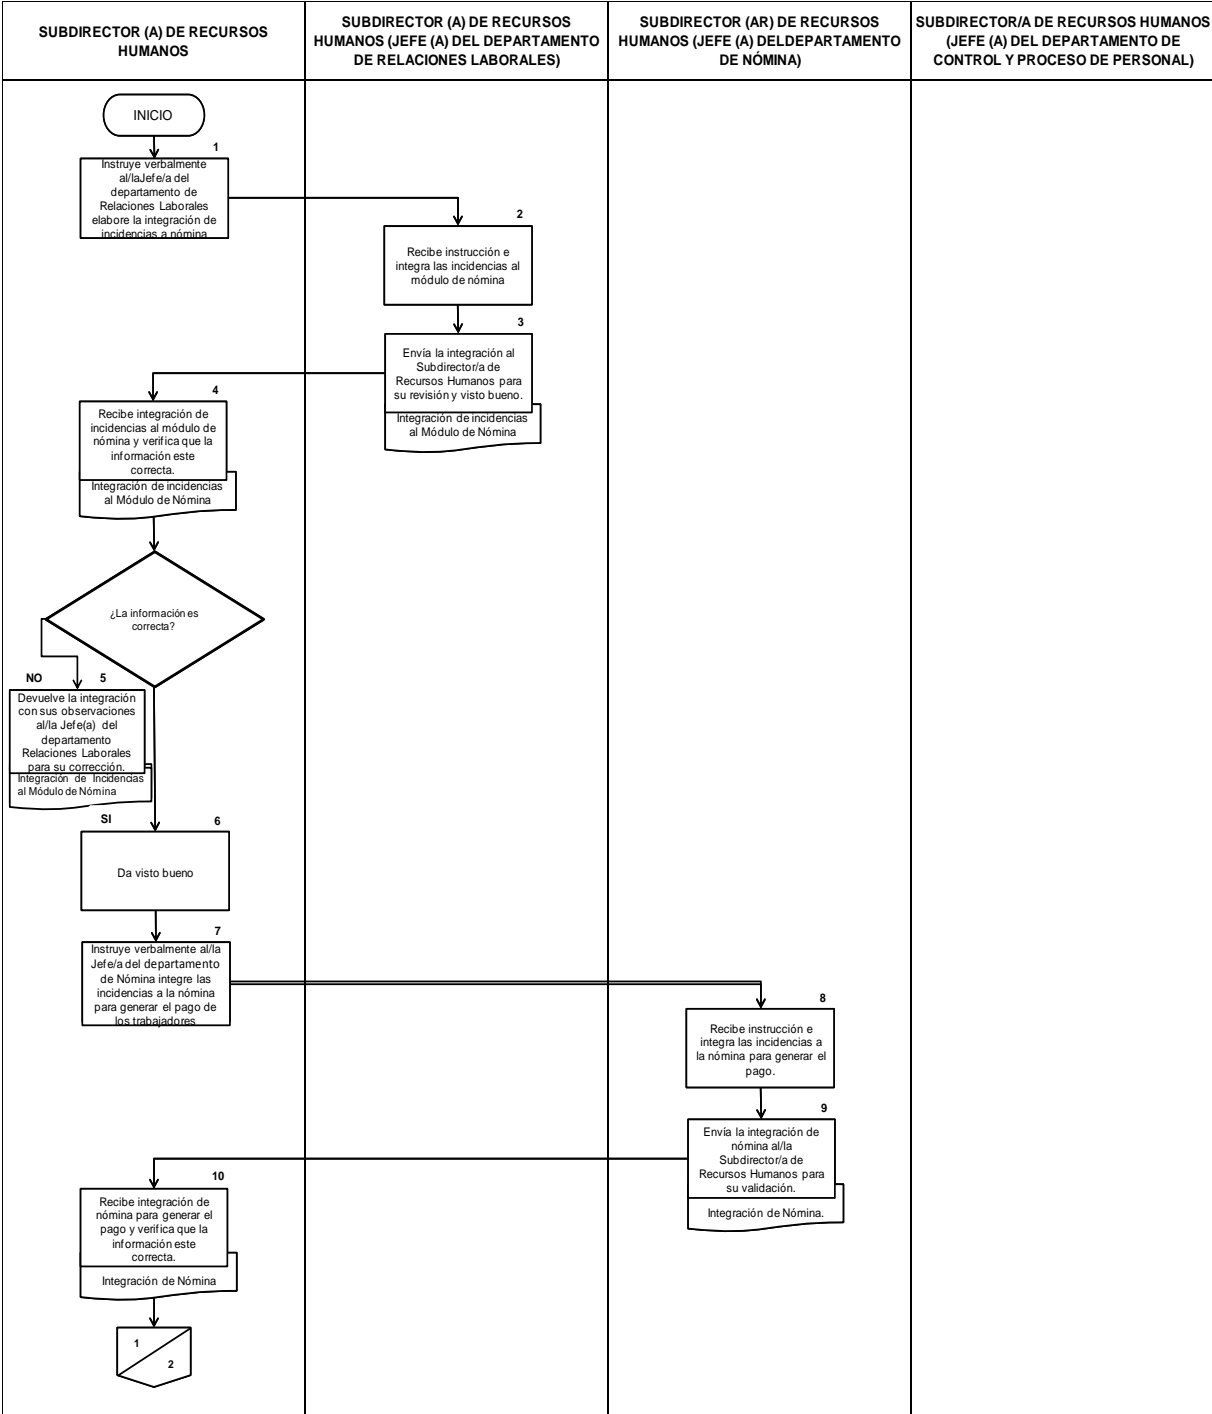 SUBDIRECTOR (A) DE RECURSOS
HUMANOS
SUBDIRECTOR (A) DE RECURSOS
HUMANOS (JEFE (A) DEL DEPARTAMENTO
DE RELACIONES LABORALES)
SUBDIRECTOR (AR) DE RECURSOS
HUMANOS (JEFE (A) DELDEPARTAMENTO
DE NÓMINA)
SUBDIRECTOR/A DE RECURSOS HUMANOS
(JEFE (A) DEL DEPARTAMENTO DE
CONTROL Y PROCESO DE PERSONAL)
INICIO
1
Instruye verbalmente
al/laJefe/a del
departamento de
Relaciones Laborales
elabore la integración de
incidencias a nómina
2
Recibe instrucción e
integra las incidencias al
módulo de nómina
3
Envía la integración al
Subdirector/a de
Recursos Humanos para
su revisión y visto bueno.
Integración de incidencias
al Módulo de Nómina
4
Recibe integración de
incidencias al módulo de
nómina y verifica que la
información este
correcta.
Integración de incidencias
al Módulo de Nómina
¿La información es
correcta?
NO
5
Devuelve la integración
con sus observaciones
al/la Jefe(a) del
departamento
Relaciones Laborales
para su corrección.
Integración de Incidencias
al Módulo de Nómina
SI
6
Da visto bueno
7
Instruye verbalmente al/la
Jefe/a del departamento
de Nómina integre las
incidencias a la nómina
para generar el pago de
los trabajadores
8
Recibe instrucción e
integra las incidencias a
la nómina para generar el
pago.
9
Envía la integración de
nómina al/la
Subdirector/a de
Recursos Humanos para
su validación.
Integración de Nómina.
10
Recibe integración de
nómina para generar el
pago y verifica que la
información este
correcta.
Integración de Nómina
1
2